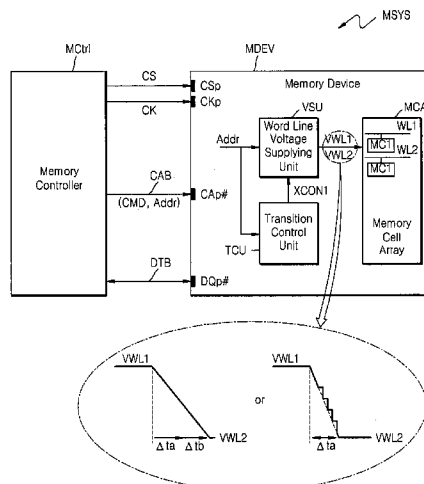 MSYS
MCtrl
MDEV
CS
CSp
CK
CKp
Memory Device
VSU
MCA
Memory
Controller
Addr
Word Line
Voltage
Supplying
Unit
VWL1
VWL2
WL1
MC1
WL2
MC1
CAB
(CMD, Addr)
CAp#
XCON1
Transition
Control
Unit
TCU
Memory
Cell
Array
DTB
DQp#
VWL1
VWL2
Δta
Δtb
or
VWL1
VWL2
Δta